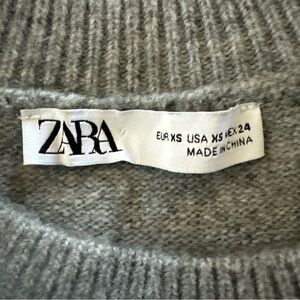 ZARA
EUR XS USA XS MEX 24
MADE IN CHINA